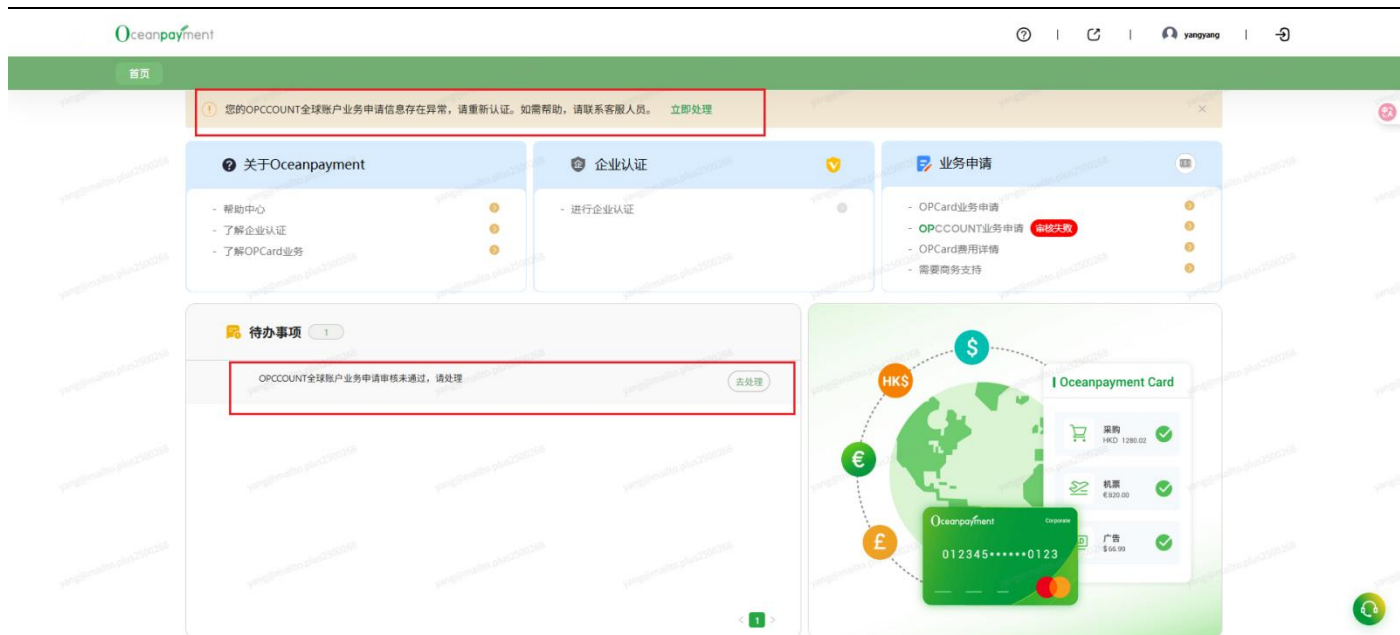 Oceanpayment
yangyang
首页
您的OPCCOUNT全球账户业务申请信息存在异常，请重新认证。如需帮助，请联系客服人员。 立即处理
关于Oceanpayment
- 帮助中心
- 了解企业认证
- 了解OPCard业务
企业认证
- 进行企业认证
业务申请
- OPCard业务申请
- OPCCOUNT业务申请 审核失败
- OPCard费用详情
- 需要商务支持
待办事项 1
OPCCOUNT全球账户业务申请审核未通过，请处理 去处理
1
$
HK$
€
£
Oceanpayment Card
采购
HKD 1280.02
机票
€820.00
广告
$66.99
Oceanpayment Corporate
012345******0123